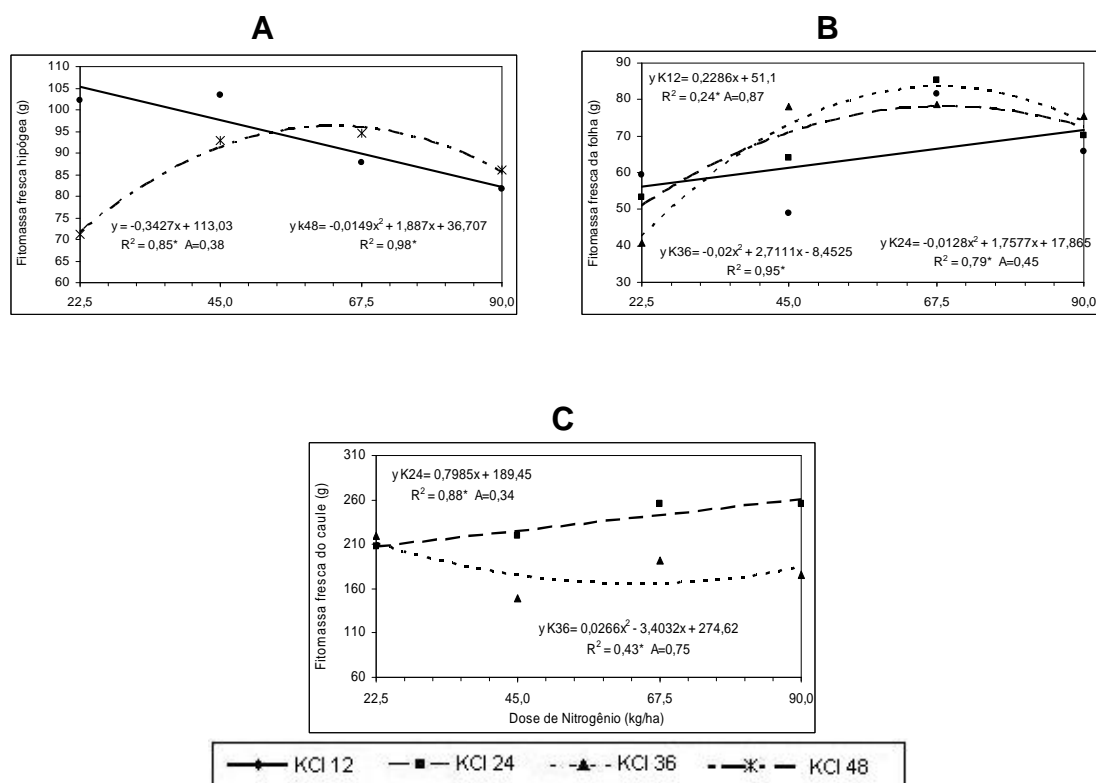 A
Fitomassa fresca hipógea (g)
110
105
100
95
90
85
80
75
70
65
60
y = -0,3427x + 113,03
R² = 0,85* A=0,38
y k48= -0,0149x² + 1,887x + 36,707
R² = 0,98*
22,5 45,0 67,5 90,0
B
Fitomassa fresca da folha (g)
90
80
70
60
50
40
30
y K12= 0,2286x + 51,1
R² = 0,24* A=0,87
y K36= -0,02x² + 2,7111x - 8,4525
R² = 0,95*
y K24= -0,0128x² + 1,7577x + 17,865
R² = 0,79* A=0,45
22,5 45,0 67,5 90,0
C
Fitomassa fresca do caule (g)
310
260
210
160
110
60
y K24= 0,7985x + 189,45
R² = 0,88* A=0,34
y K36= 0,0266x² - 3,4032x + 274,62
R² = 0,43* A=0,75
22,5 45,0 67,5 90,0
Dose de Nitrogênio (kg/ha)
KCl 12 KCl 24 KCl 36 KCl 48